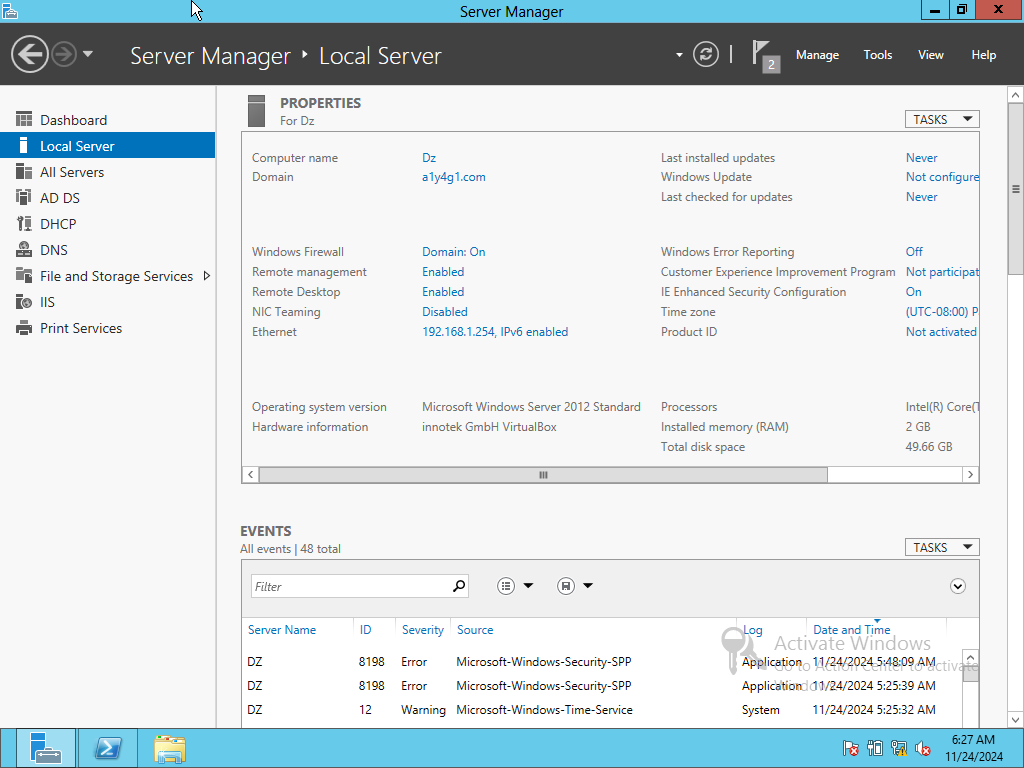 Server Manager
Server Manager ‣ Local Server
2
Manage
Tools
View
Help
Dashboard
Local Server
All Servers
AD DS
DHCP
DNS
File and Storage Services
IIS
Print Services
PROPERTIES
For Dz
TASKS
Computer name Dz Last installed updates Never
Domain a1y4g1.com Windows Update Not configure
Last checked for updates Never
Windows Firewall Domain: On Windows Error Reporting Off
Remote management Enabled Customer Experience Improvement Program Not participat
Remote Desktop Enabled IE Enhanced Security Configuration On
NIC Teaming Disabled Time zone (UTC-08:00) P
Ethernet 192.168.1.254, IPv6 enabled Product ID Not activated
Operating system version Microsoft Windows Server 2012 Standard Processors Intel(R) Core(T
Hardware information innotek GmbH VirtualBox Installed memory (RAM) 2 GB
Total disk space 49.66 GB
EVENTS
All events | 48 total
TASKS
Filter
Server Name ID Severity Source Log Date and Time
DZ 8198 Error Microsoft-Windows-Security-SPP Application 11/24/2024 5:48:09 AM
DZ 8198 Error Microsoft-Windows-Security-SPP Application 11/24/2024 5:25:39 AM
DZ 12 Warning Microsoft-Windows-Time-Service System 11/24/2024 5:25:32 AM
Activate Windows
Go to Action Center to activate
Windows.
6:27 AM
11/24/2024